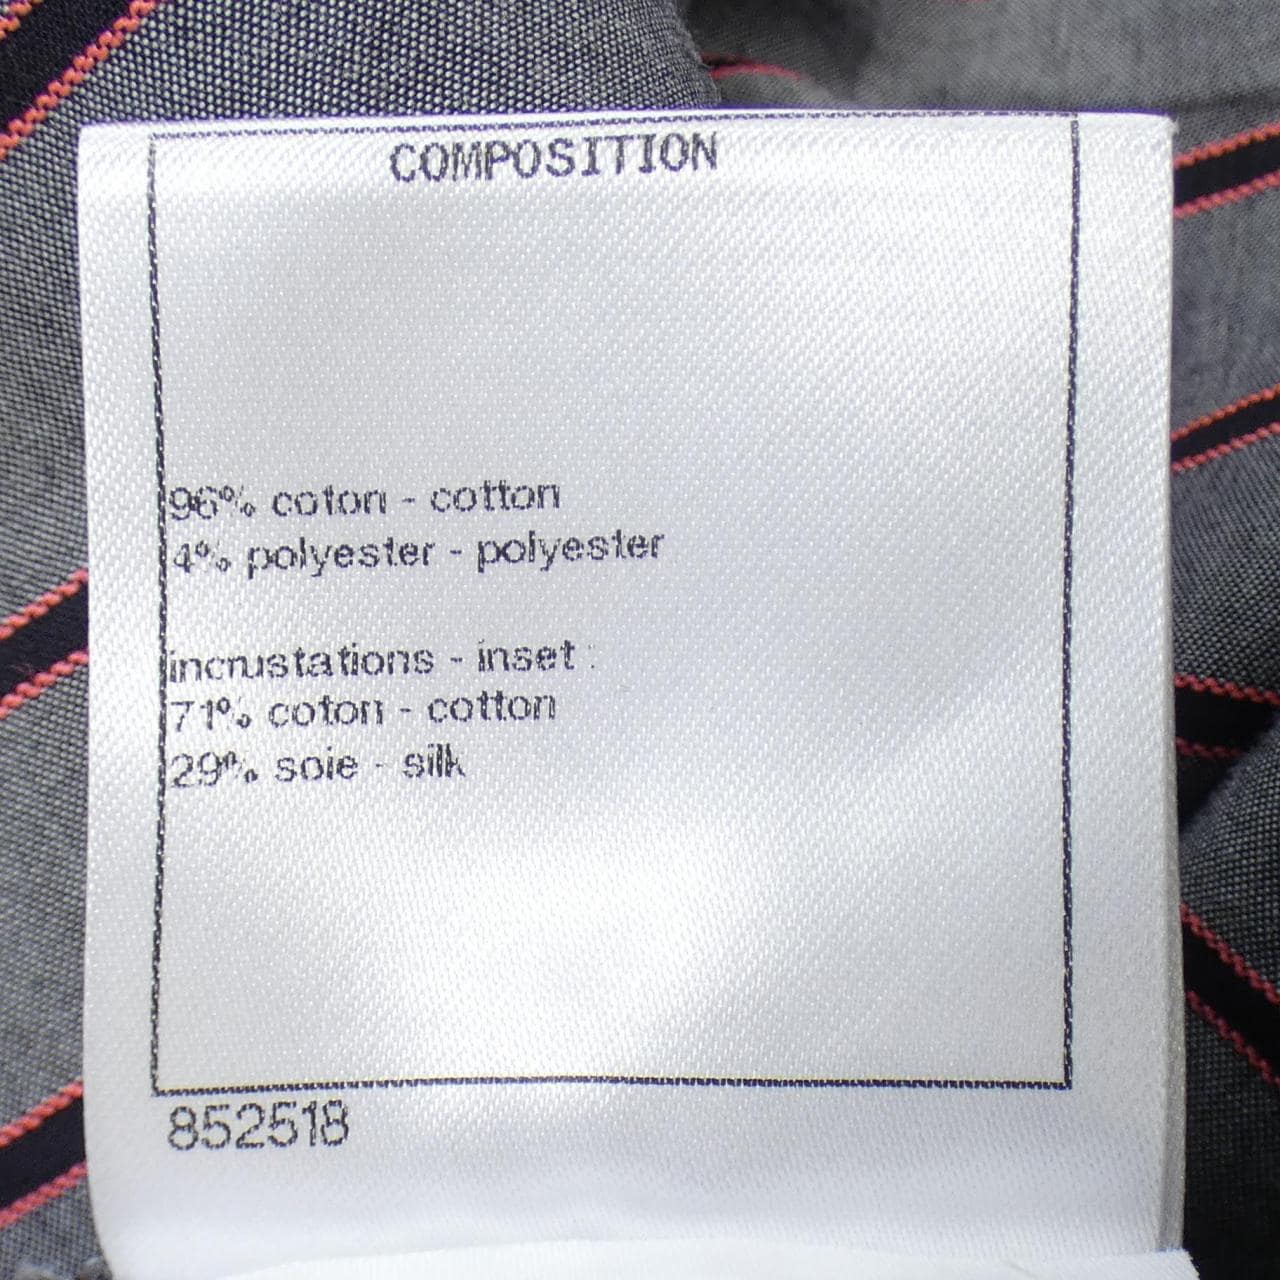 COMPOSITION
96% coton - cotton
4% polyester - polyester
incrustations - inset :
71% coton - cotton
29% soie - silk
852518